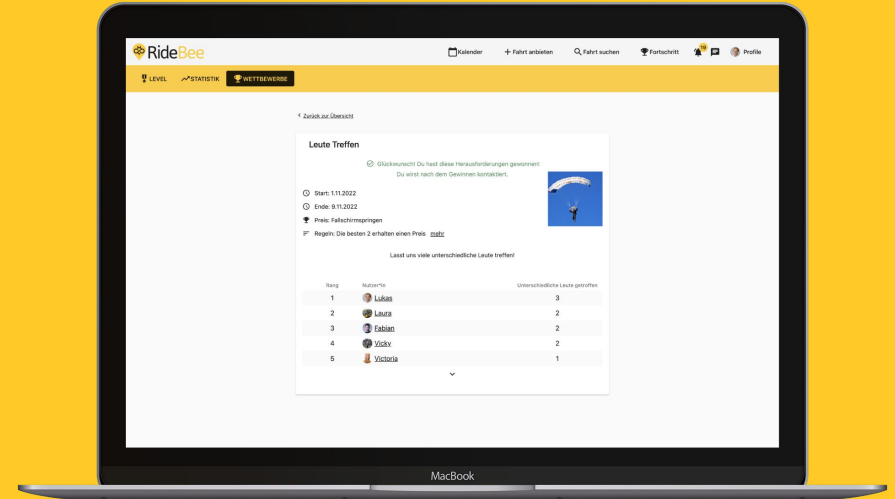 RideBee
Kalender
+ Fahrt anbieten
Fahrt suchen
Fortschritt
19
Profile
LEVEL
STATISTIK
WETTBEWERBE
Zurück zur Übersicht
Leute Treffen
Glückwunsch! Du hast diese Herausforderungen gewonnen!
Du wirst nach dem Gewinnen kontaktiert.
Start: 1.11.2022
Ende: 9.11.2022
Preis: Fallschirmspringen
Regeln: Die besten 2 erhalten einen Preis mehr
Lasst uns viele unterschiedliche Leute treffen!
Rang Nutzer*in Unterschiedliche Leute getroffen
1 Lukas 3
2 Laura 2
3 Fabian 2
4 Vicky 2
5 Victoria 1
MacBook